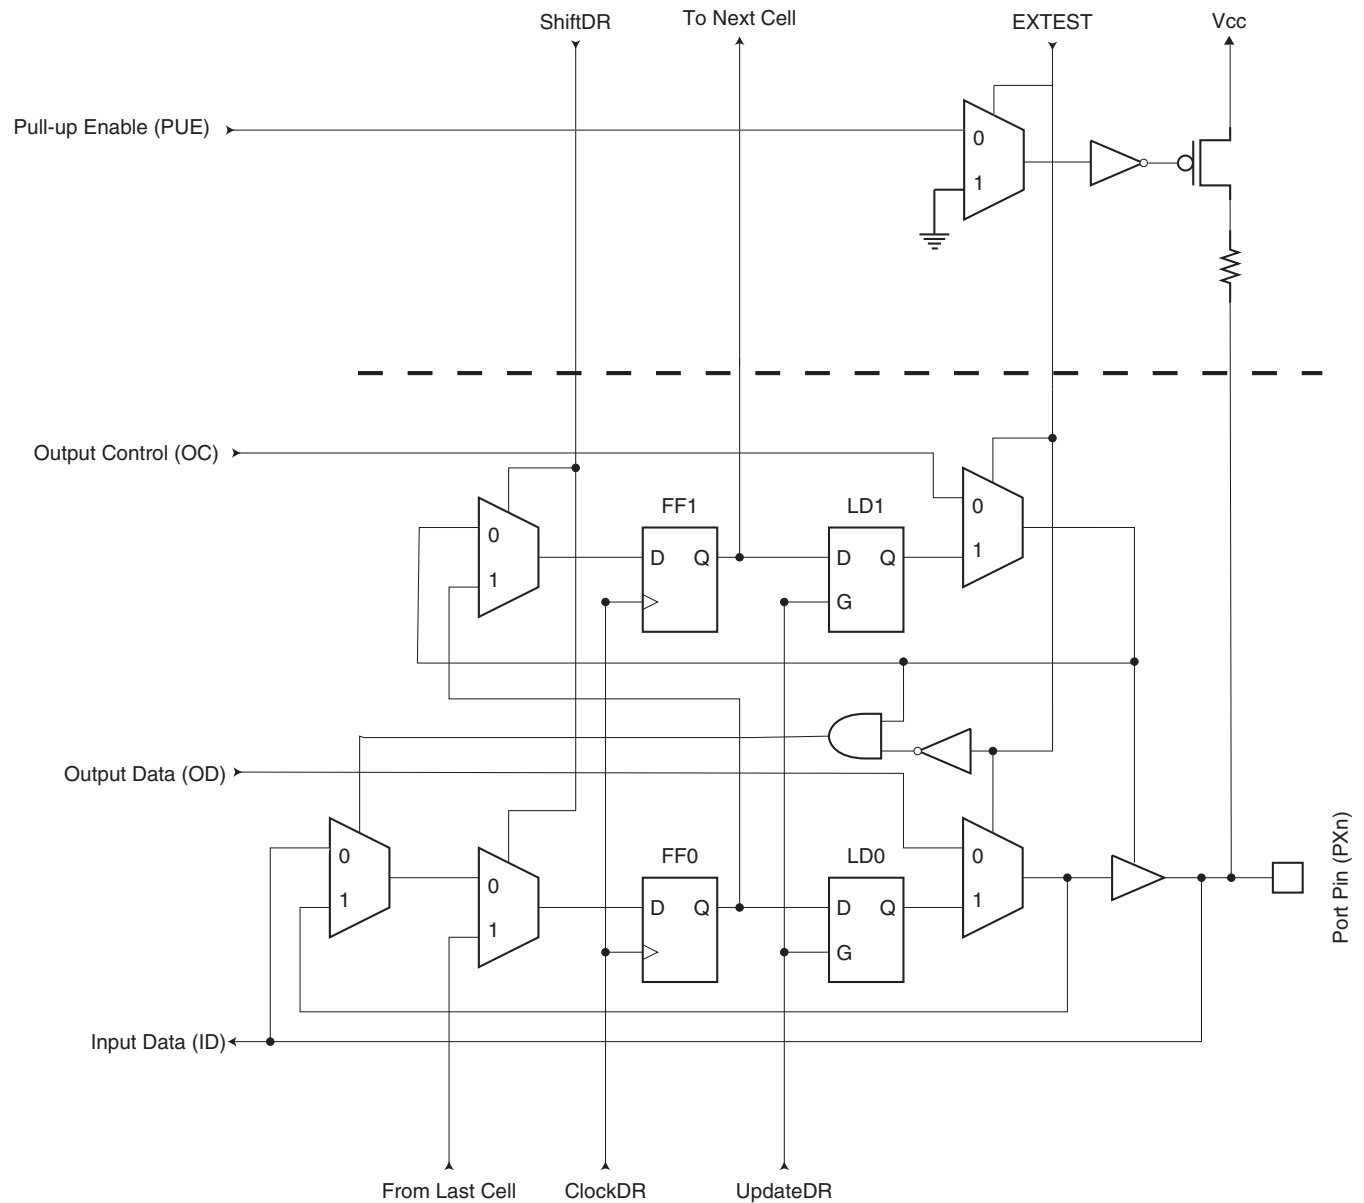 ShiftDR
To Next Cell
EXTEST
Vcc
Pull-up Enable (PUE)
0
1
Output Control (OC)
FF1
LD1
0
0
D Q
D Q
1
1
G
Output Data (OD)
FF0
LD0
0
0
0
D Q
D Q
1
1
1
G
Port Pin (PXn)
Input Data (ID)
From Last Cell
ClockDR
UpdateDR